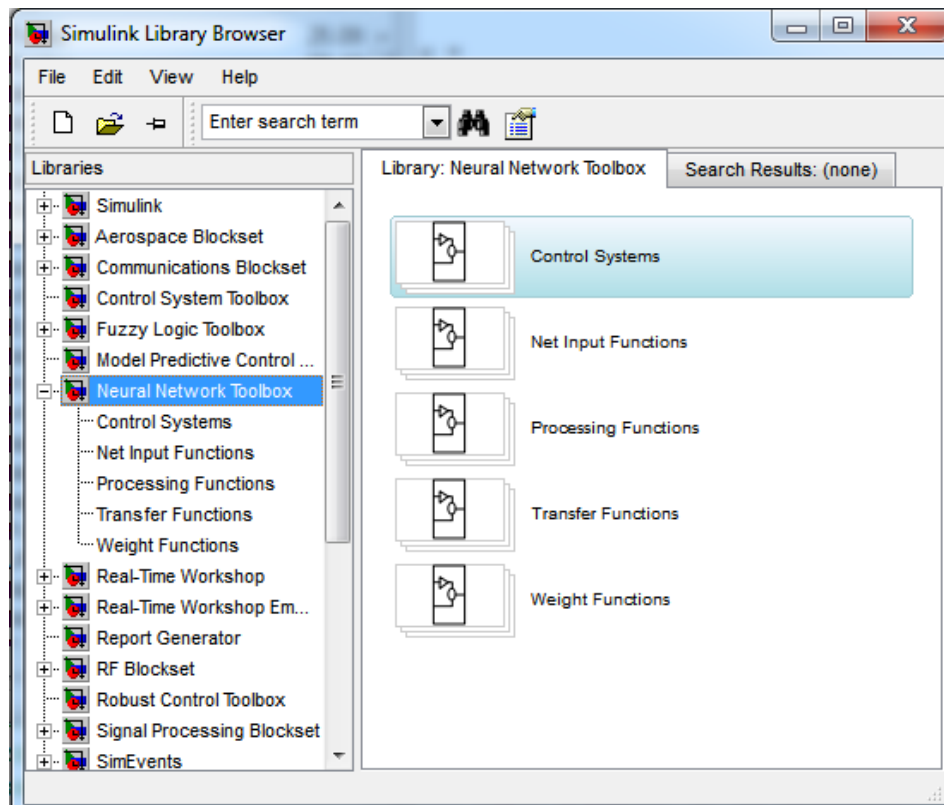 Simulink Library Browser
File Edit View Help
Enter search term
Libraries
Simulink
Aerospace Blockset
Communications Blockset
Control System Toolbox
Fuzzy Logic Toolbox
Model Predictive Control ...
Neural Network Toolbox
Control Systems
Net Input Functions
Processing Functions
Transfer Functions
Weight Functions
Real-Time Workshop
Real-Time Workshop Em...
Report Generator
RF Blockset
Robust Control Toolbox
Signal Processing Blockset
SimEvents
Library: Neural Network Toolbox
Search Results: (none)
Control Systems
Net Input Functions
Processing Functions
Transfer Functions
Weight Functions